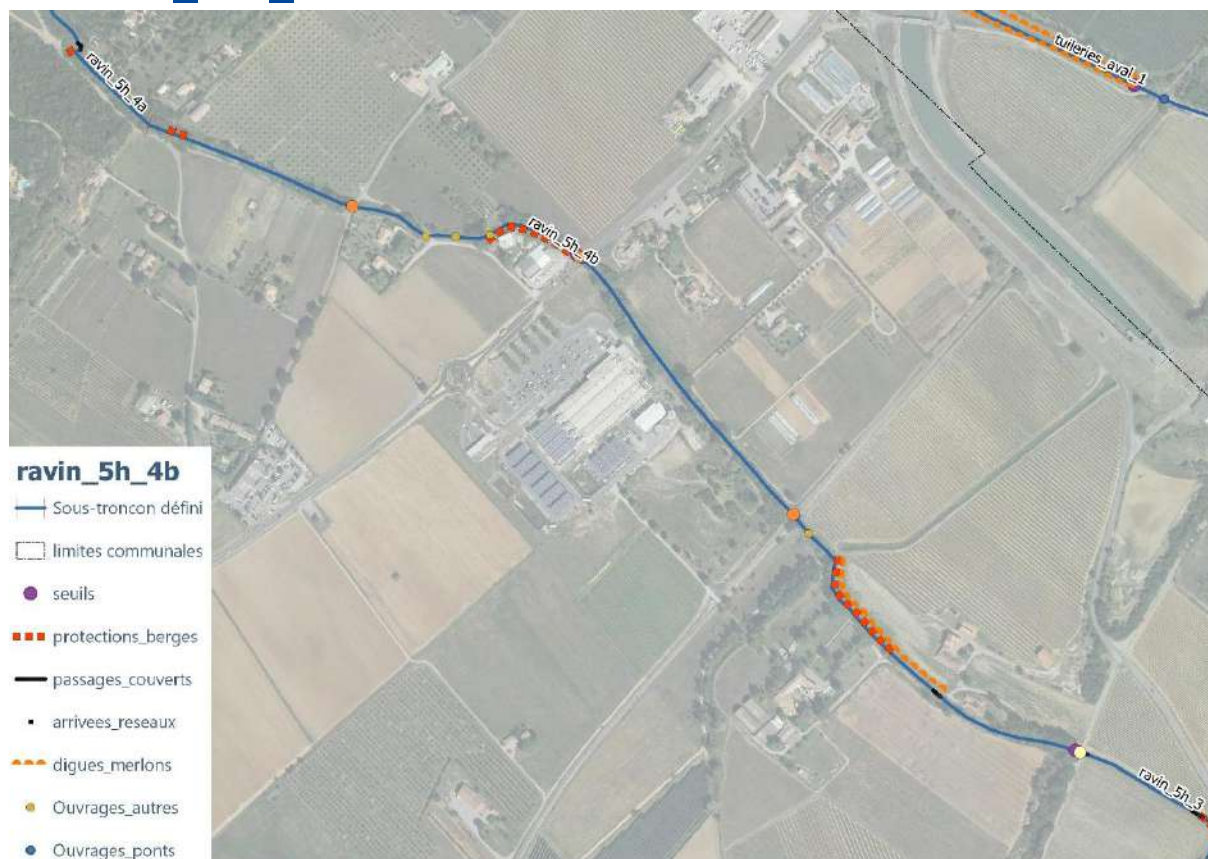 tuileries_aval_1
ravin_5h_4a
ravin_5h_4b
ravin_5h_4b
Sous-troncon défini
limites communales
seuils
protections_berges
passages_couverts
arrivees_reseaux
digues_merlons
Ouvrages_autres
Ouvrages_ponts
ravin_5h_3